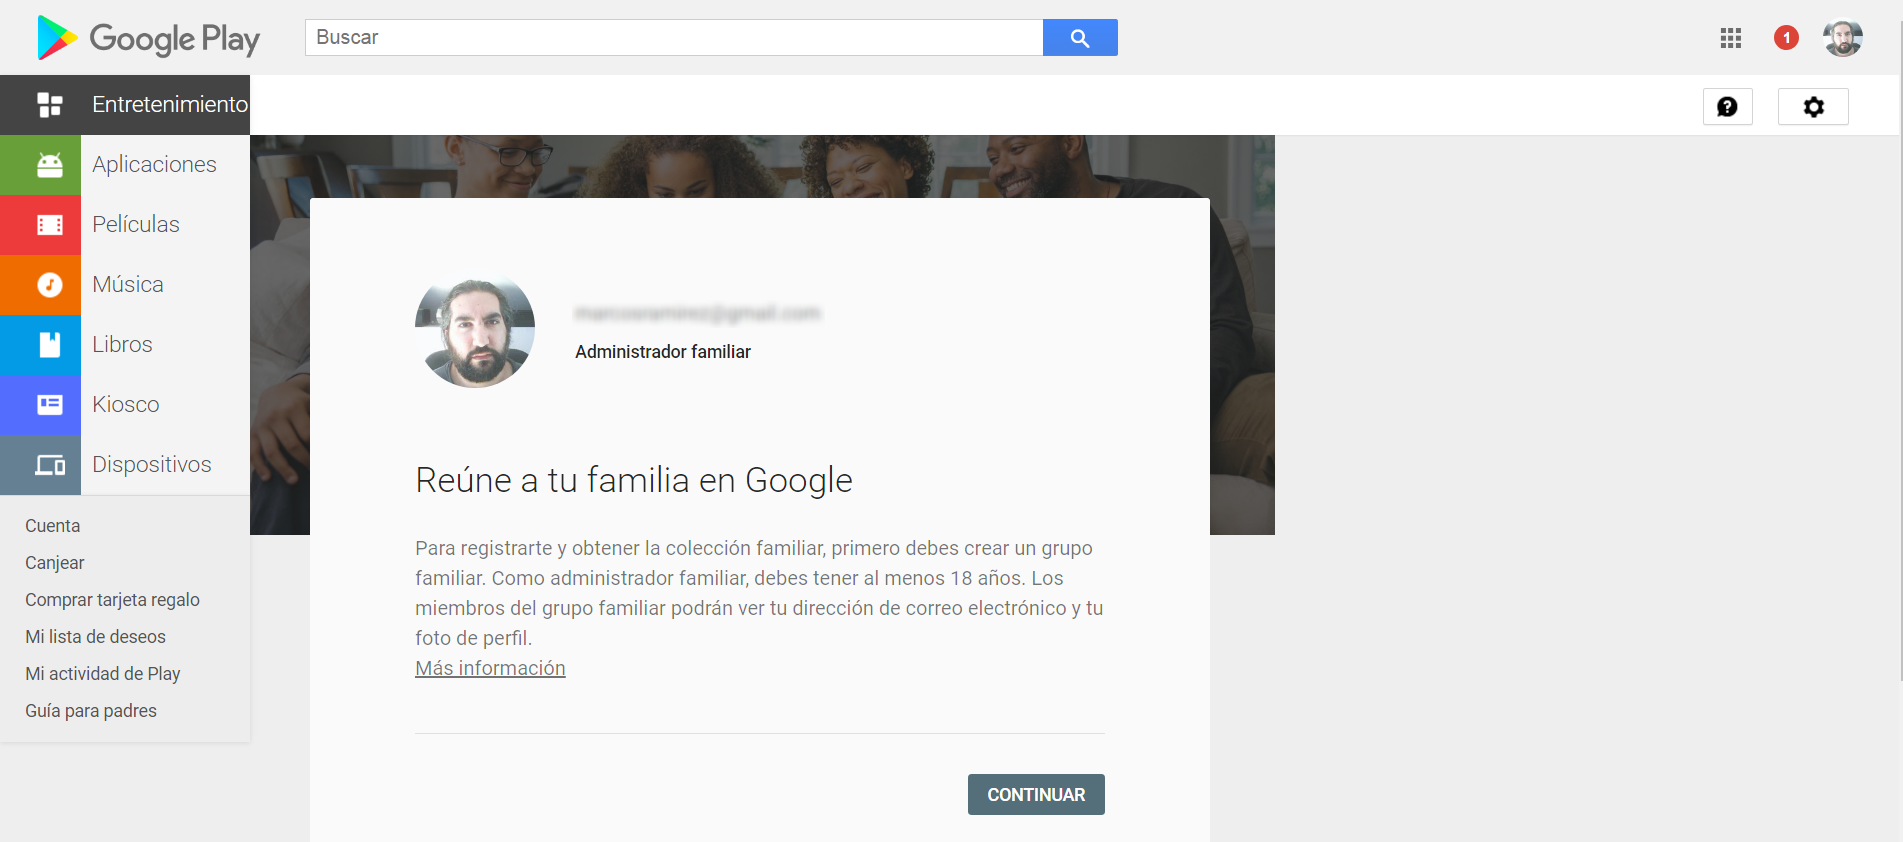 Google Play
Buscar
1
Entretenimiento
Aplicaciones
Películas
Música
Libros
Kiosco
Dispositivos
Cuenta
Canjear
Comprar tarjeta regalo
Mi lista de deseos
Mi actividad de Play
Guía para padres
Administrador familiar
Reúne a tu familia en Google
Para registrarte y obtener la colección familiar, primero debes crear un grupo
familiar. Como administrador familiar, debes tener al menos 18 años. Los
miembros del grupo familiar podrán ver tu dirección de correo electrónico y tu
foto de perfil.
Más información
CONTINUAR